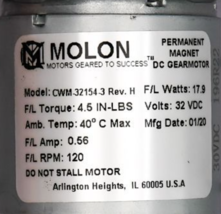 MOLON
MOTORS GEARED TO SUCCESS™
PERMANENT
MAGNET
DC GEARMOTOR
Model: CWM-32154-3 Rev. H
F/L Watts: 17.9
F/L Torque: 4.5 IN-LBS
Volts: 32 VDC
Amb. Temp: 40° C Max
Mfg Date: 01/20
F/L Amp: 0.56
F/L RPM: 120
DO NOT STALL MOTOR
Arlington Heights, IL 60005 U.S.A